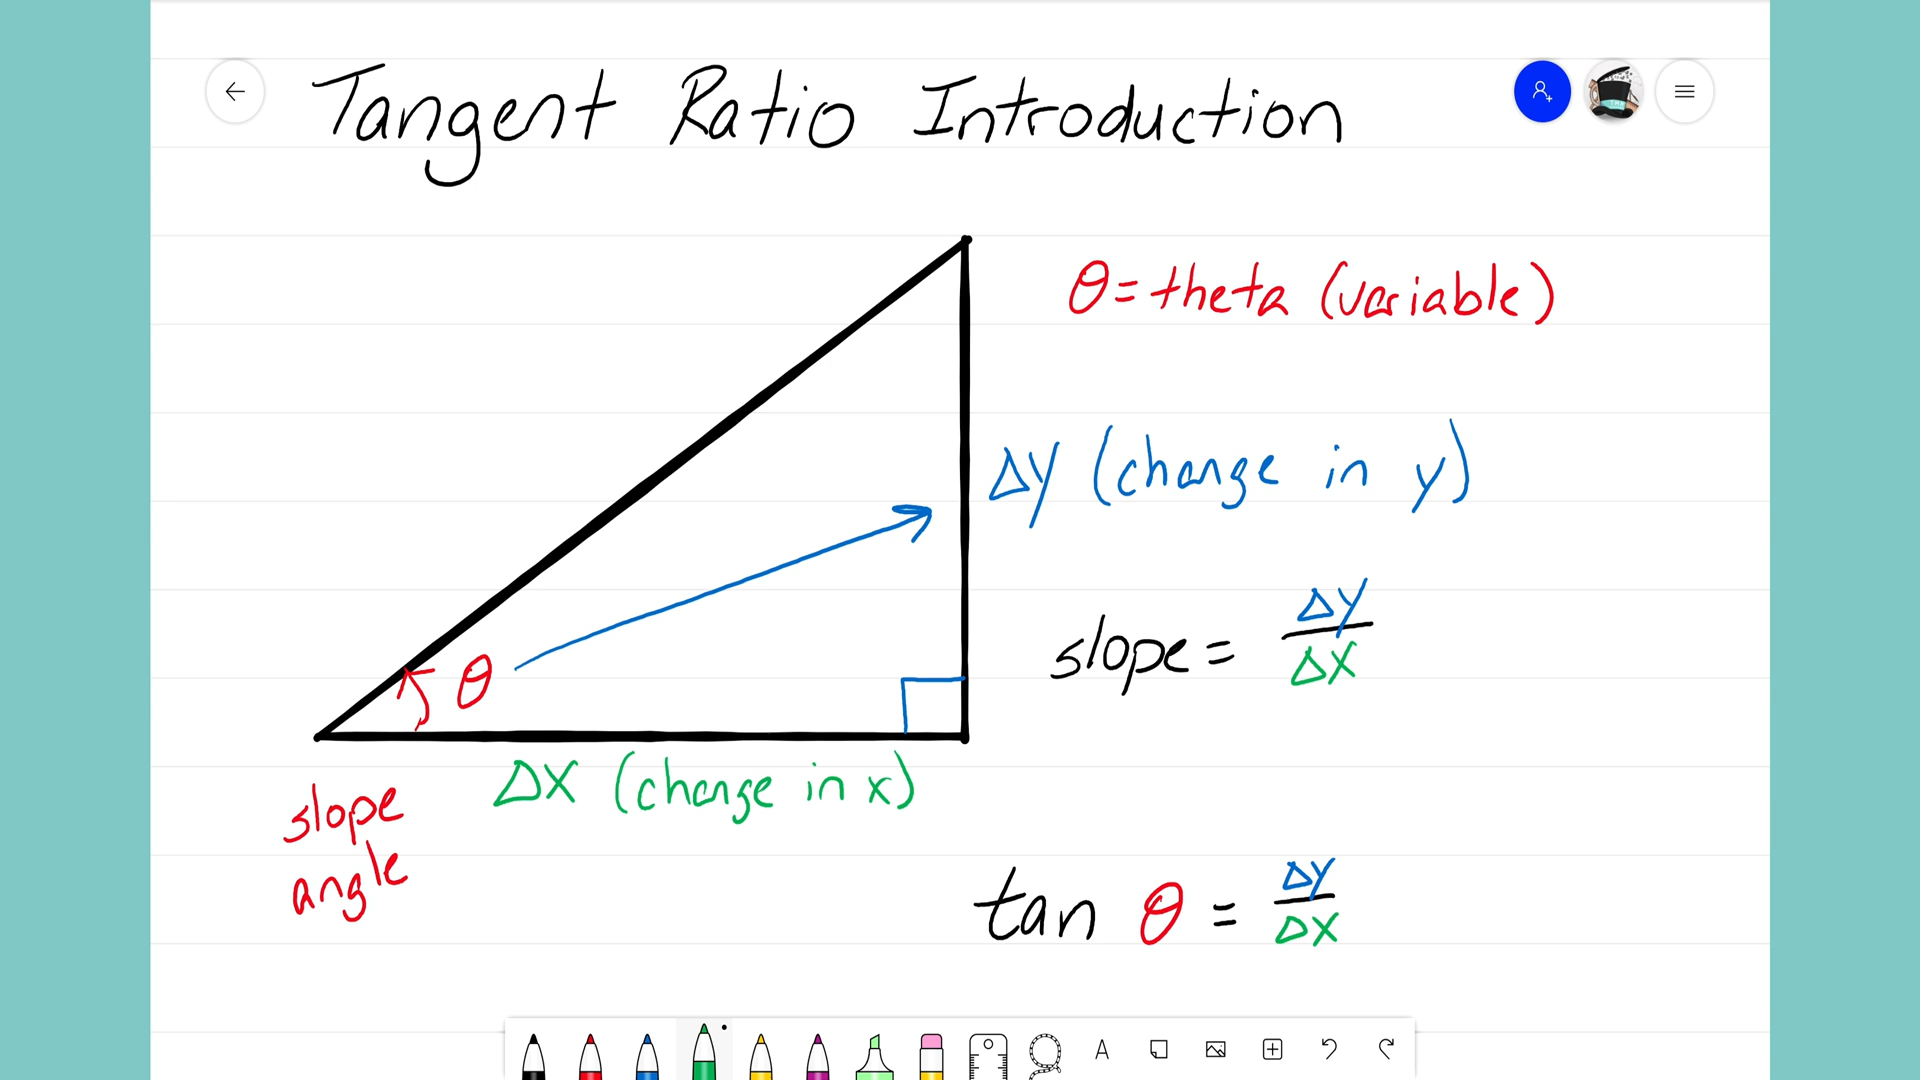 Tangent Ratio Introduction
θ = theta (variable)
Δy (change in y)
slope = Δy/Δx
θ
Δx (change in x)
slope
angle
tan θ = Δy/Δx
A